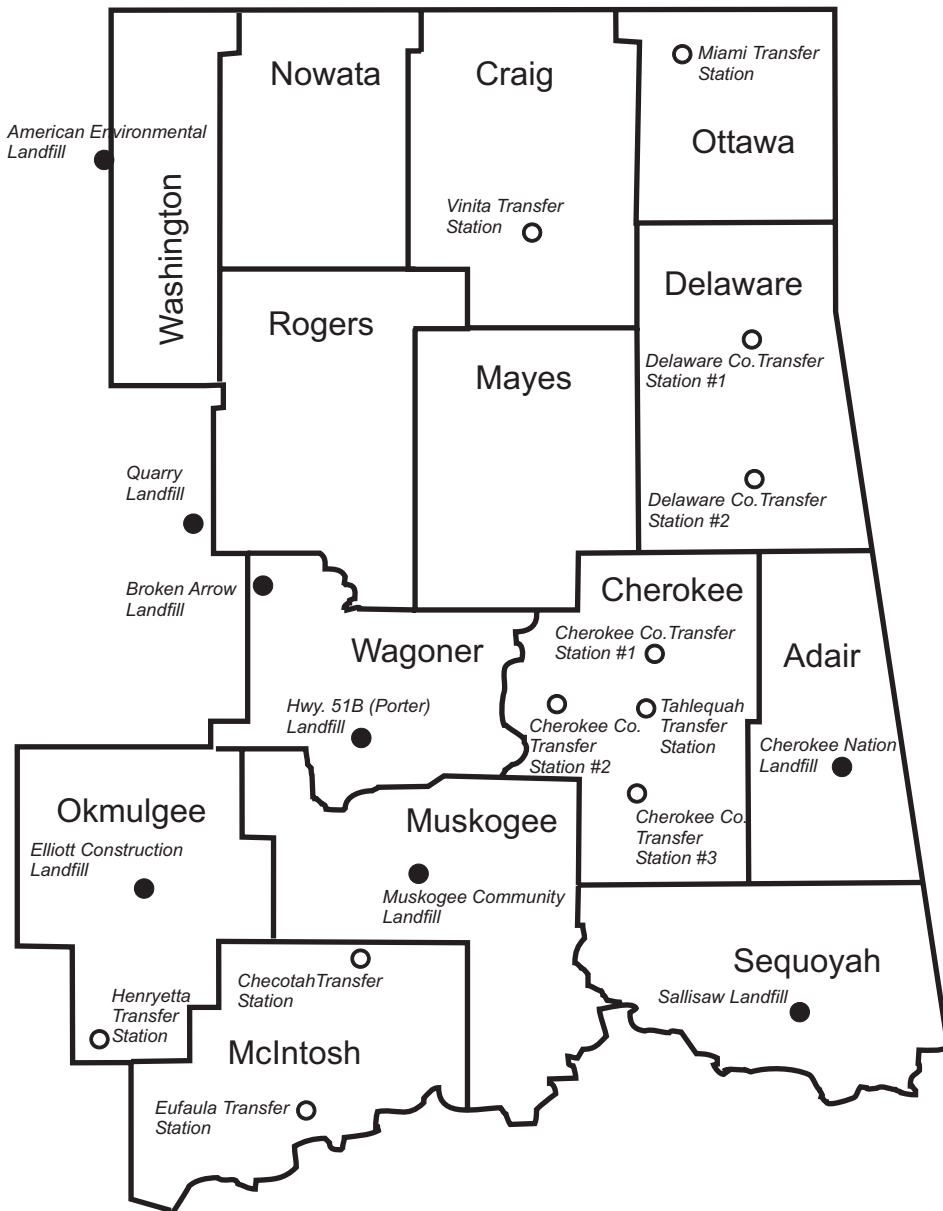 Nowata
Craig
Miami Transfer
Station
American Environmental
Landfill
Ottawa
Washington
Vinita Transfer
Station
Delaware
Rogers
Delaware Co.Transfer
Station #1
Mayes
Quarry
Landfill
Delaware Co.Transfer
Station #2
Broken Arrow
Landfill
Cherokee
Cherokee Co.Transfer
Station #1
Wagoner
Adair
Hwy. 51B (Porter)
Landfill
Cherokee Co.
Transfer
Station #2
Tahlequah
Transfer
Station
Cherokee Nation
Landfill
Okmulgee
Elliott Construction
Landfill
Muskogee
Cherokee Co.
Transfer
Station #3
Muskogee Community
Landfill
Sequoyah
ChecotahTransfer
Station
Sallisaw Landfill
Henryetta
Transfer
Station
McIntosh
Eufaula Transfer
Station